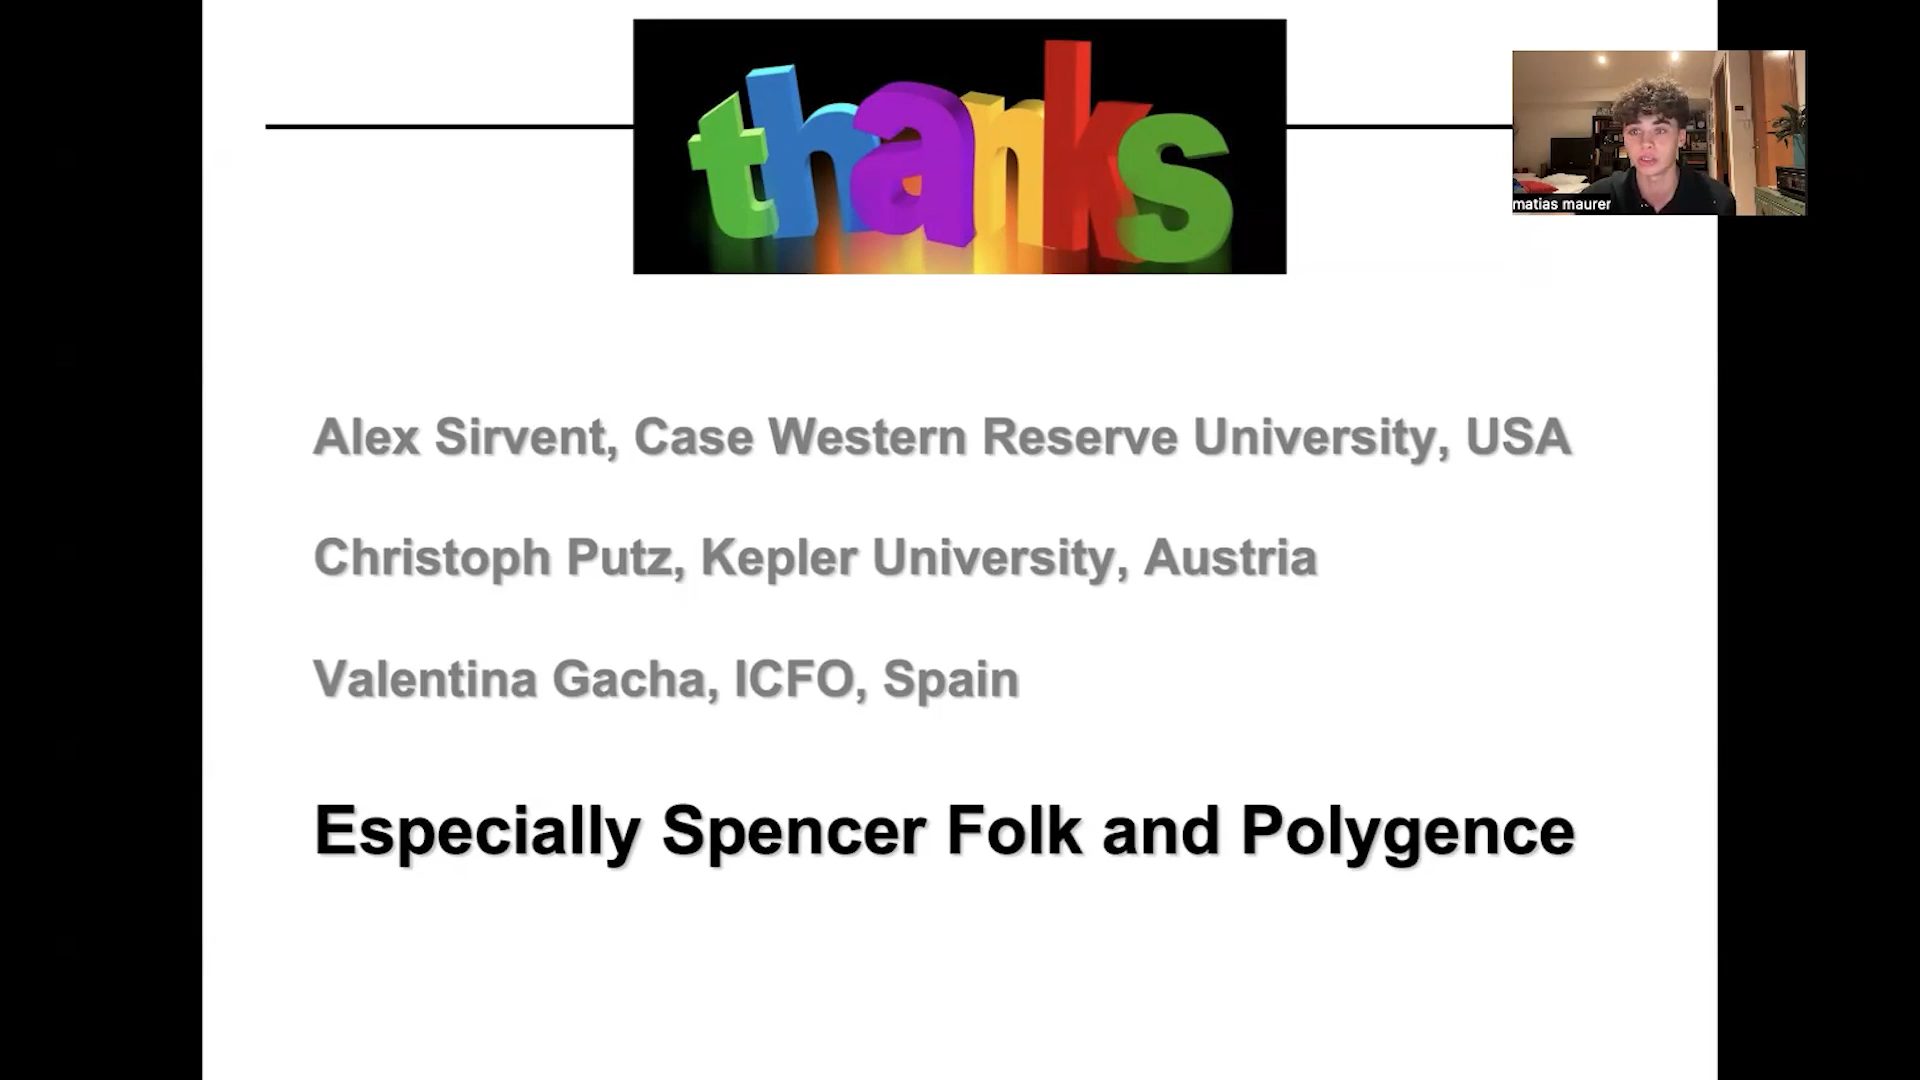 thanks
matias maurer
Alex Sirvent, Case Western Reserve University, USA
Christoph Putz, Kepler University, Austria
Valentina Gacha, ICFO, Spain
Especially Spencer Folk and Polygence